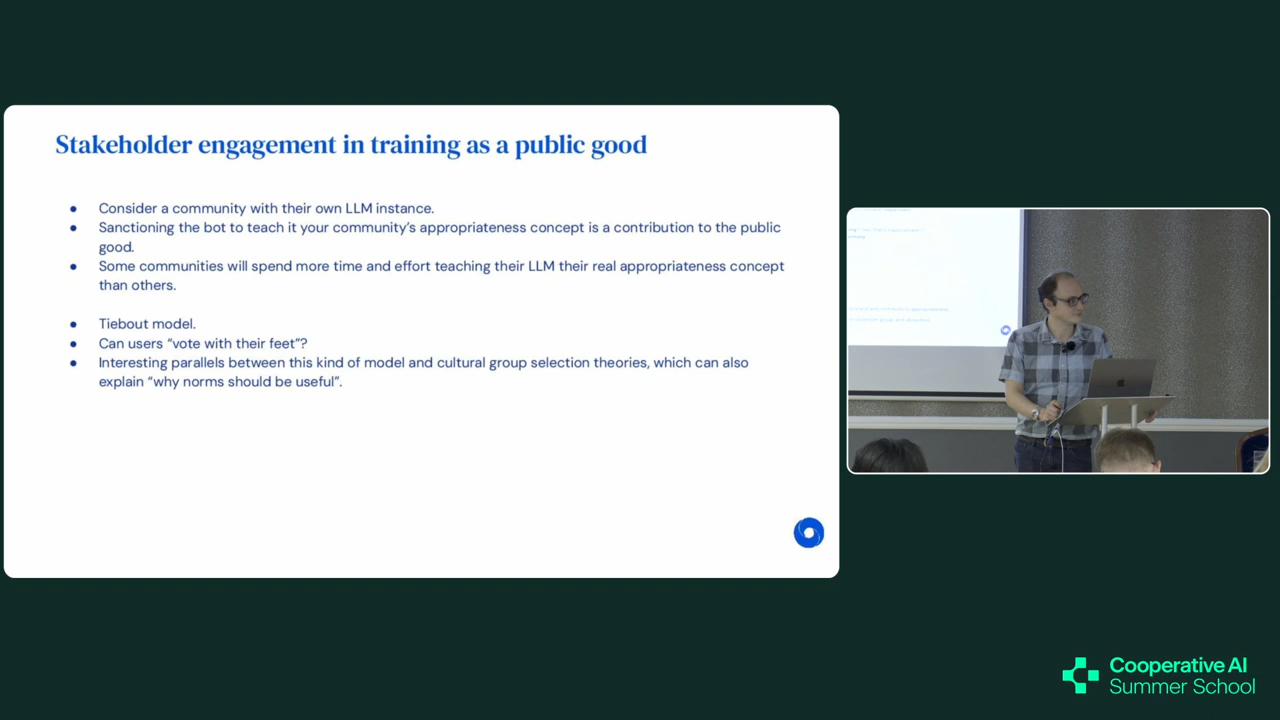 Stakeholder engagement in training as a public good
● Consider a community with their own LLM instance.
● Sanctioning the bot to teach it your community's appropriateness concept is a contribution to the public
good.
● Some communities will spend more time and effort teaching their LLM their real appropriateness concept
than others.
● Tiebout model.
● Can users “vote with their feet”?
● Interesting parallels between this kind of model and cultural group selection theories, which can also
explain “why norms should be useful”.
Cooperative AI
Summer School